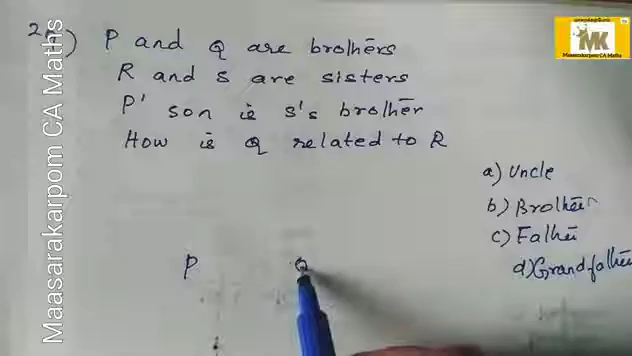 P and Q are brothers
R and s are sisters
P' son is s's brother
How is Q related to R
a) Uncle
b) Brother
c) Father
d) Grandfather
P Q
Maasarakarpom CA Maths
MK
Maasarakarpom CA Maths